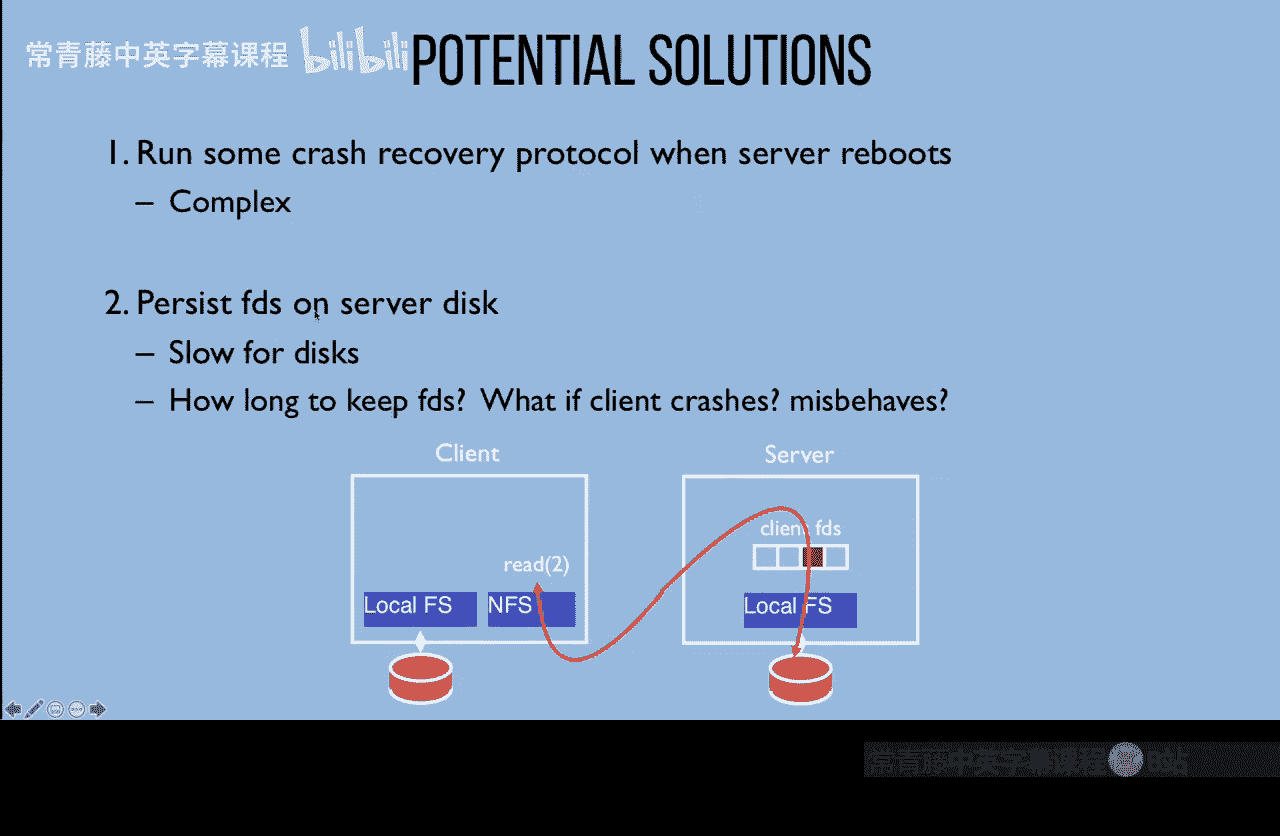 常青藤中英字幕课程 bilibili
POTENTIAL SOLUTIONS
1. Run some crash recovery protocol when server reboots
– Complex
2. Persist fds on server disk
– Slow for disks
– How long to keep fds? What if client crashes? misbehaves?
Client
Server
client fds
read(2)
Local FS
NFS
Local FS
常青藤中英字幕课程
B站